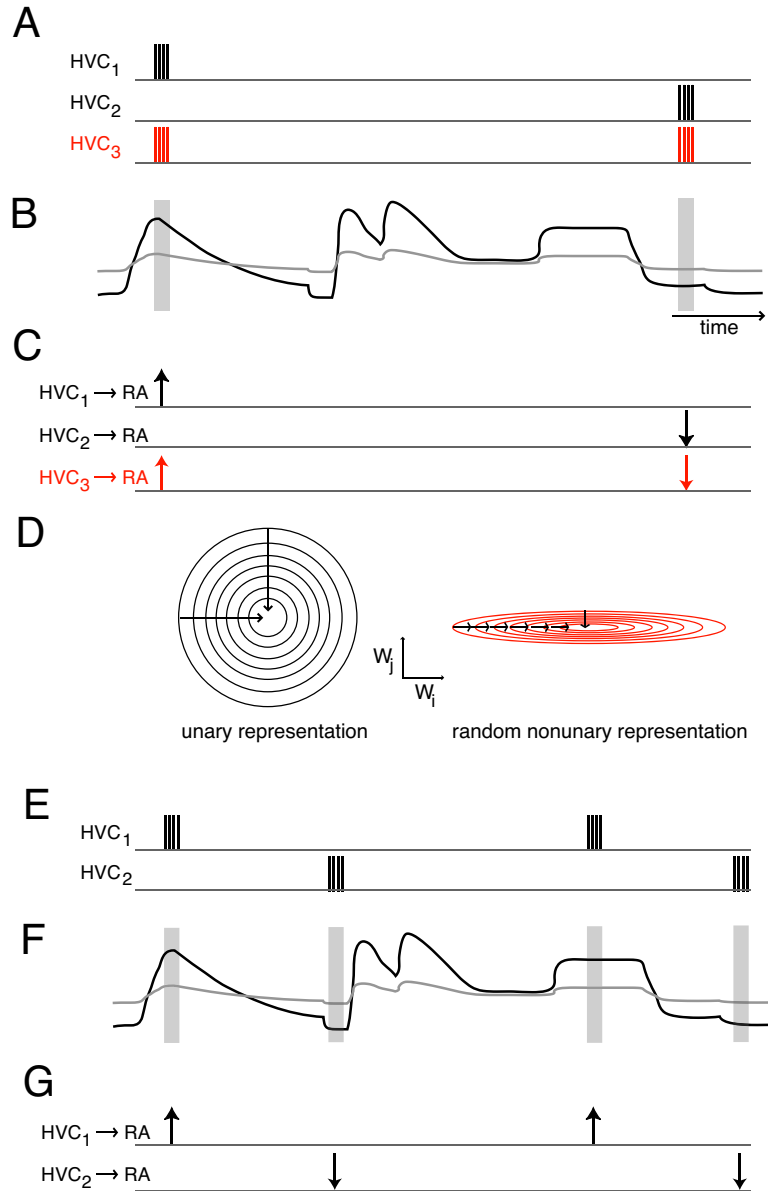 A
HVC1
HVC2
HVC3
B
time
C
HVC1 → RA
HVC2 → RA
HVC3 → RA
D
Wj
Wi
unary representation
random nonunary representation
E
HVC1
HVC2
F
G
HVC1 → RA
HVC2 → RA